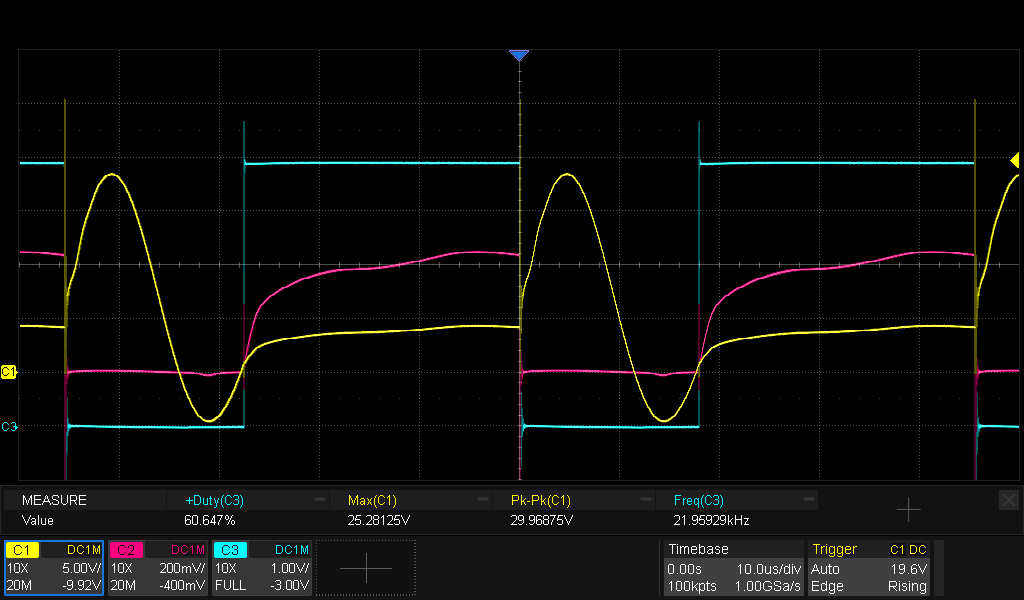 C1
C3
MEASURE +Duty(C3) Max(C1) Pk-Pk(C1) Freq(C3)
Value 60.647% 25.28125V 29.96875V 21.95929kHz
C1 DC1M C2 DC1M C3 DC1M Timebase Trigger C1 DC
10X 5.00V/ 10X 200mV/ 10X 1.00V/ 0.00s 10.0us/div Auto 19.6V
20M -9.92V 20M -400mV FULL -3.00V 100kpts 1.00GSa/s Edge Rising